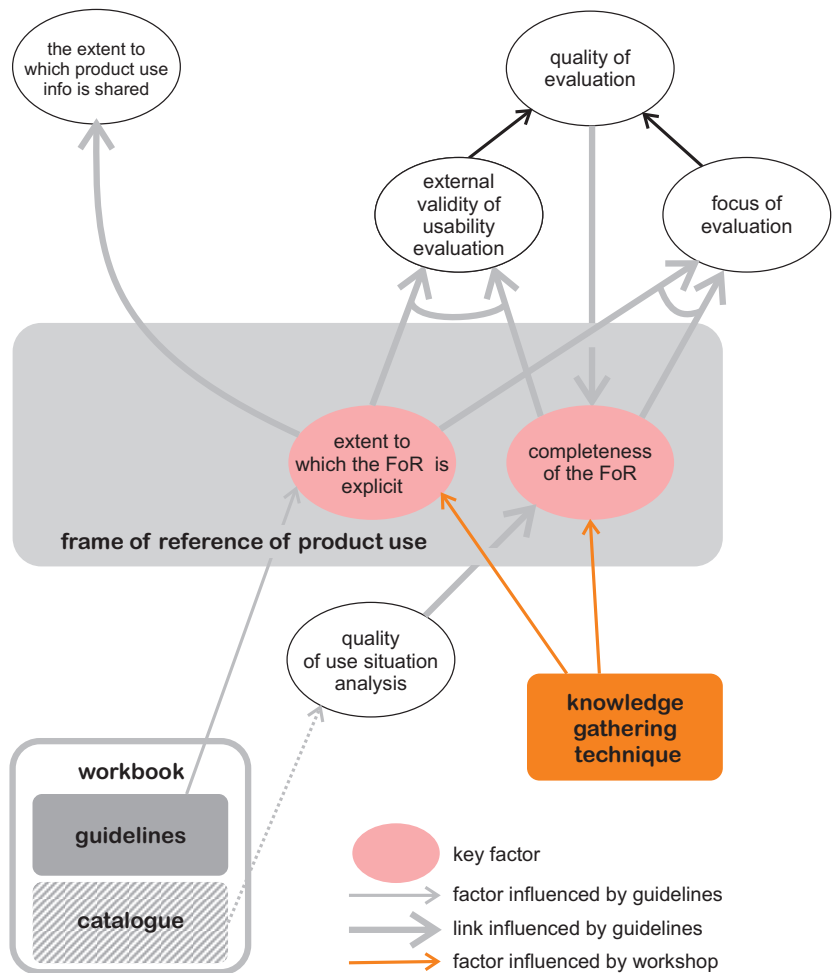 the extent to
which product use
info is shared
quality of
evaluation
external
validity of
usability
evaluation
focus of
evaluation
extent to
which the FoR is
explicit
completeness
of the FoR
frame of reference of product use
quality
of use situation
analysis
knowledge
gathering
technique
workbook
guidelines
catalogue
key factor
factor influenced by guidelines
link influenced by guidelines
factor influenced by workshop